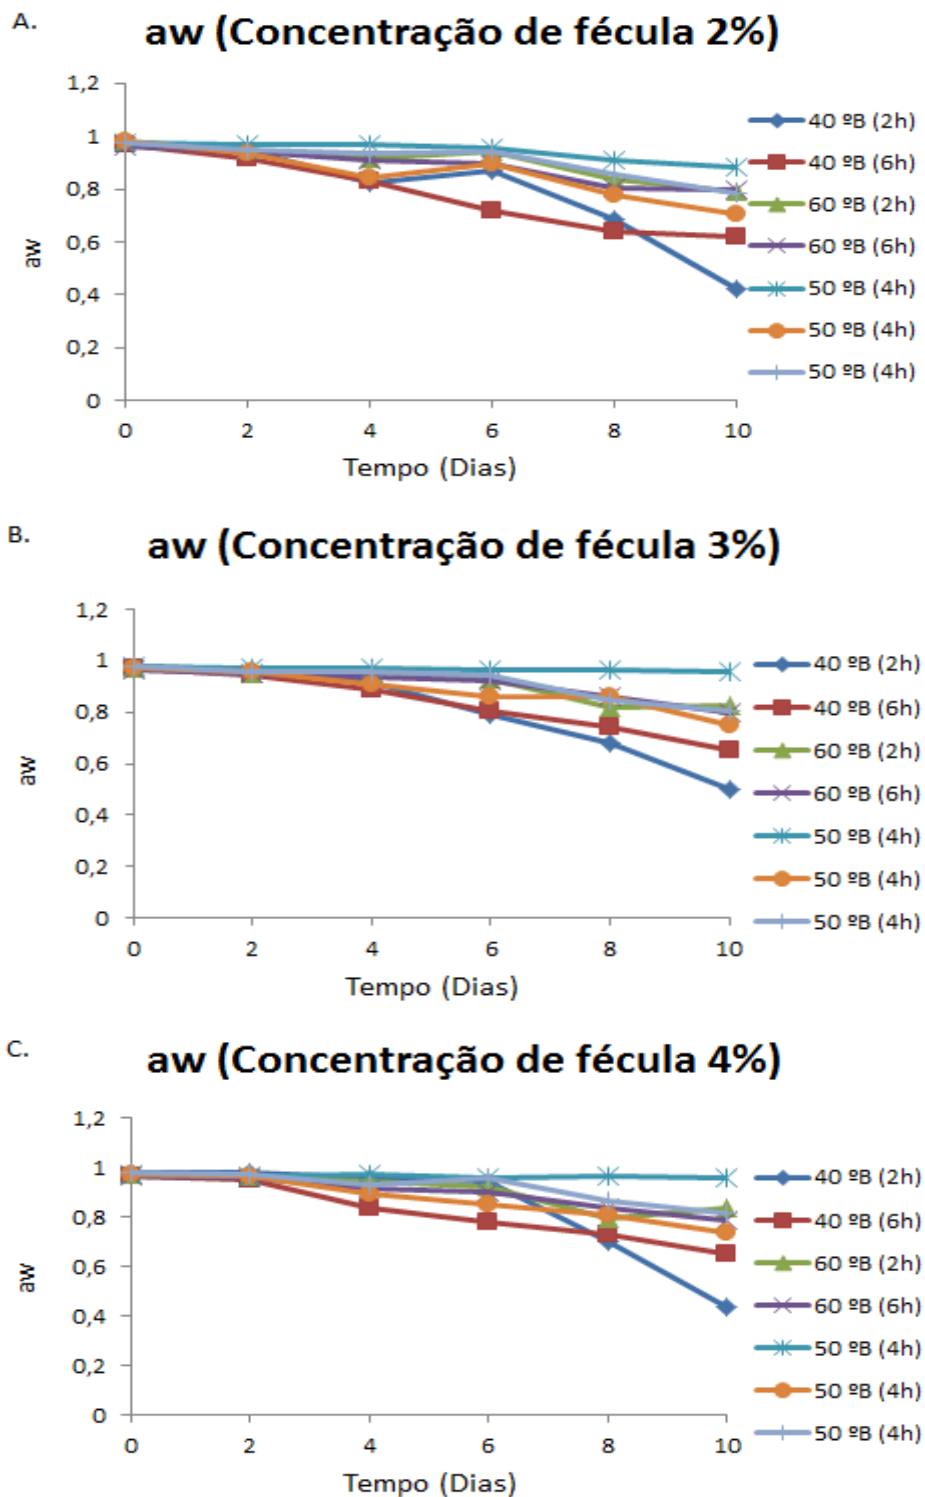 A.
aw (Concentração de fécula 2%)
1,2
1
0,8
0,6
0,4
0,2
0
aw
0 2 4 6 8 10
Tempo (Dias)
40 ºB (2h)
40 ºB (6h)
60 ºB (2h)
60 ºB (6h)
50 ºB (4h)
50 ºB (4h)
50 ºB (4h)
B.
aw (Concentração de fécula 3%)
1,2
1
0,8
0,6
0,4
0,2
0
aw
0 2 4 6 8 10
Tempo (Dias)
40 ºB (2h)
40 ºB (6h)
60 ºB (2h)
60 ºB (6h)
50 ºB (4h)
50 ºB (4h)
50 ºB (4h)
C.
aw (Concentração de fécula 4%)
1,2
1
0,8
0,6
0,4
0,2
0
aw
0 2 4 6 8 10
Tempo (Dias)
40 ºB (2h)
40 ºB (6h)
60 ºB (2h)
60 ºB (6h)
50 ºB (4h)
50 ºB (4h)
50 ºB (4h)